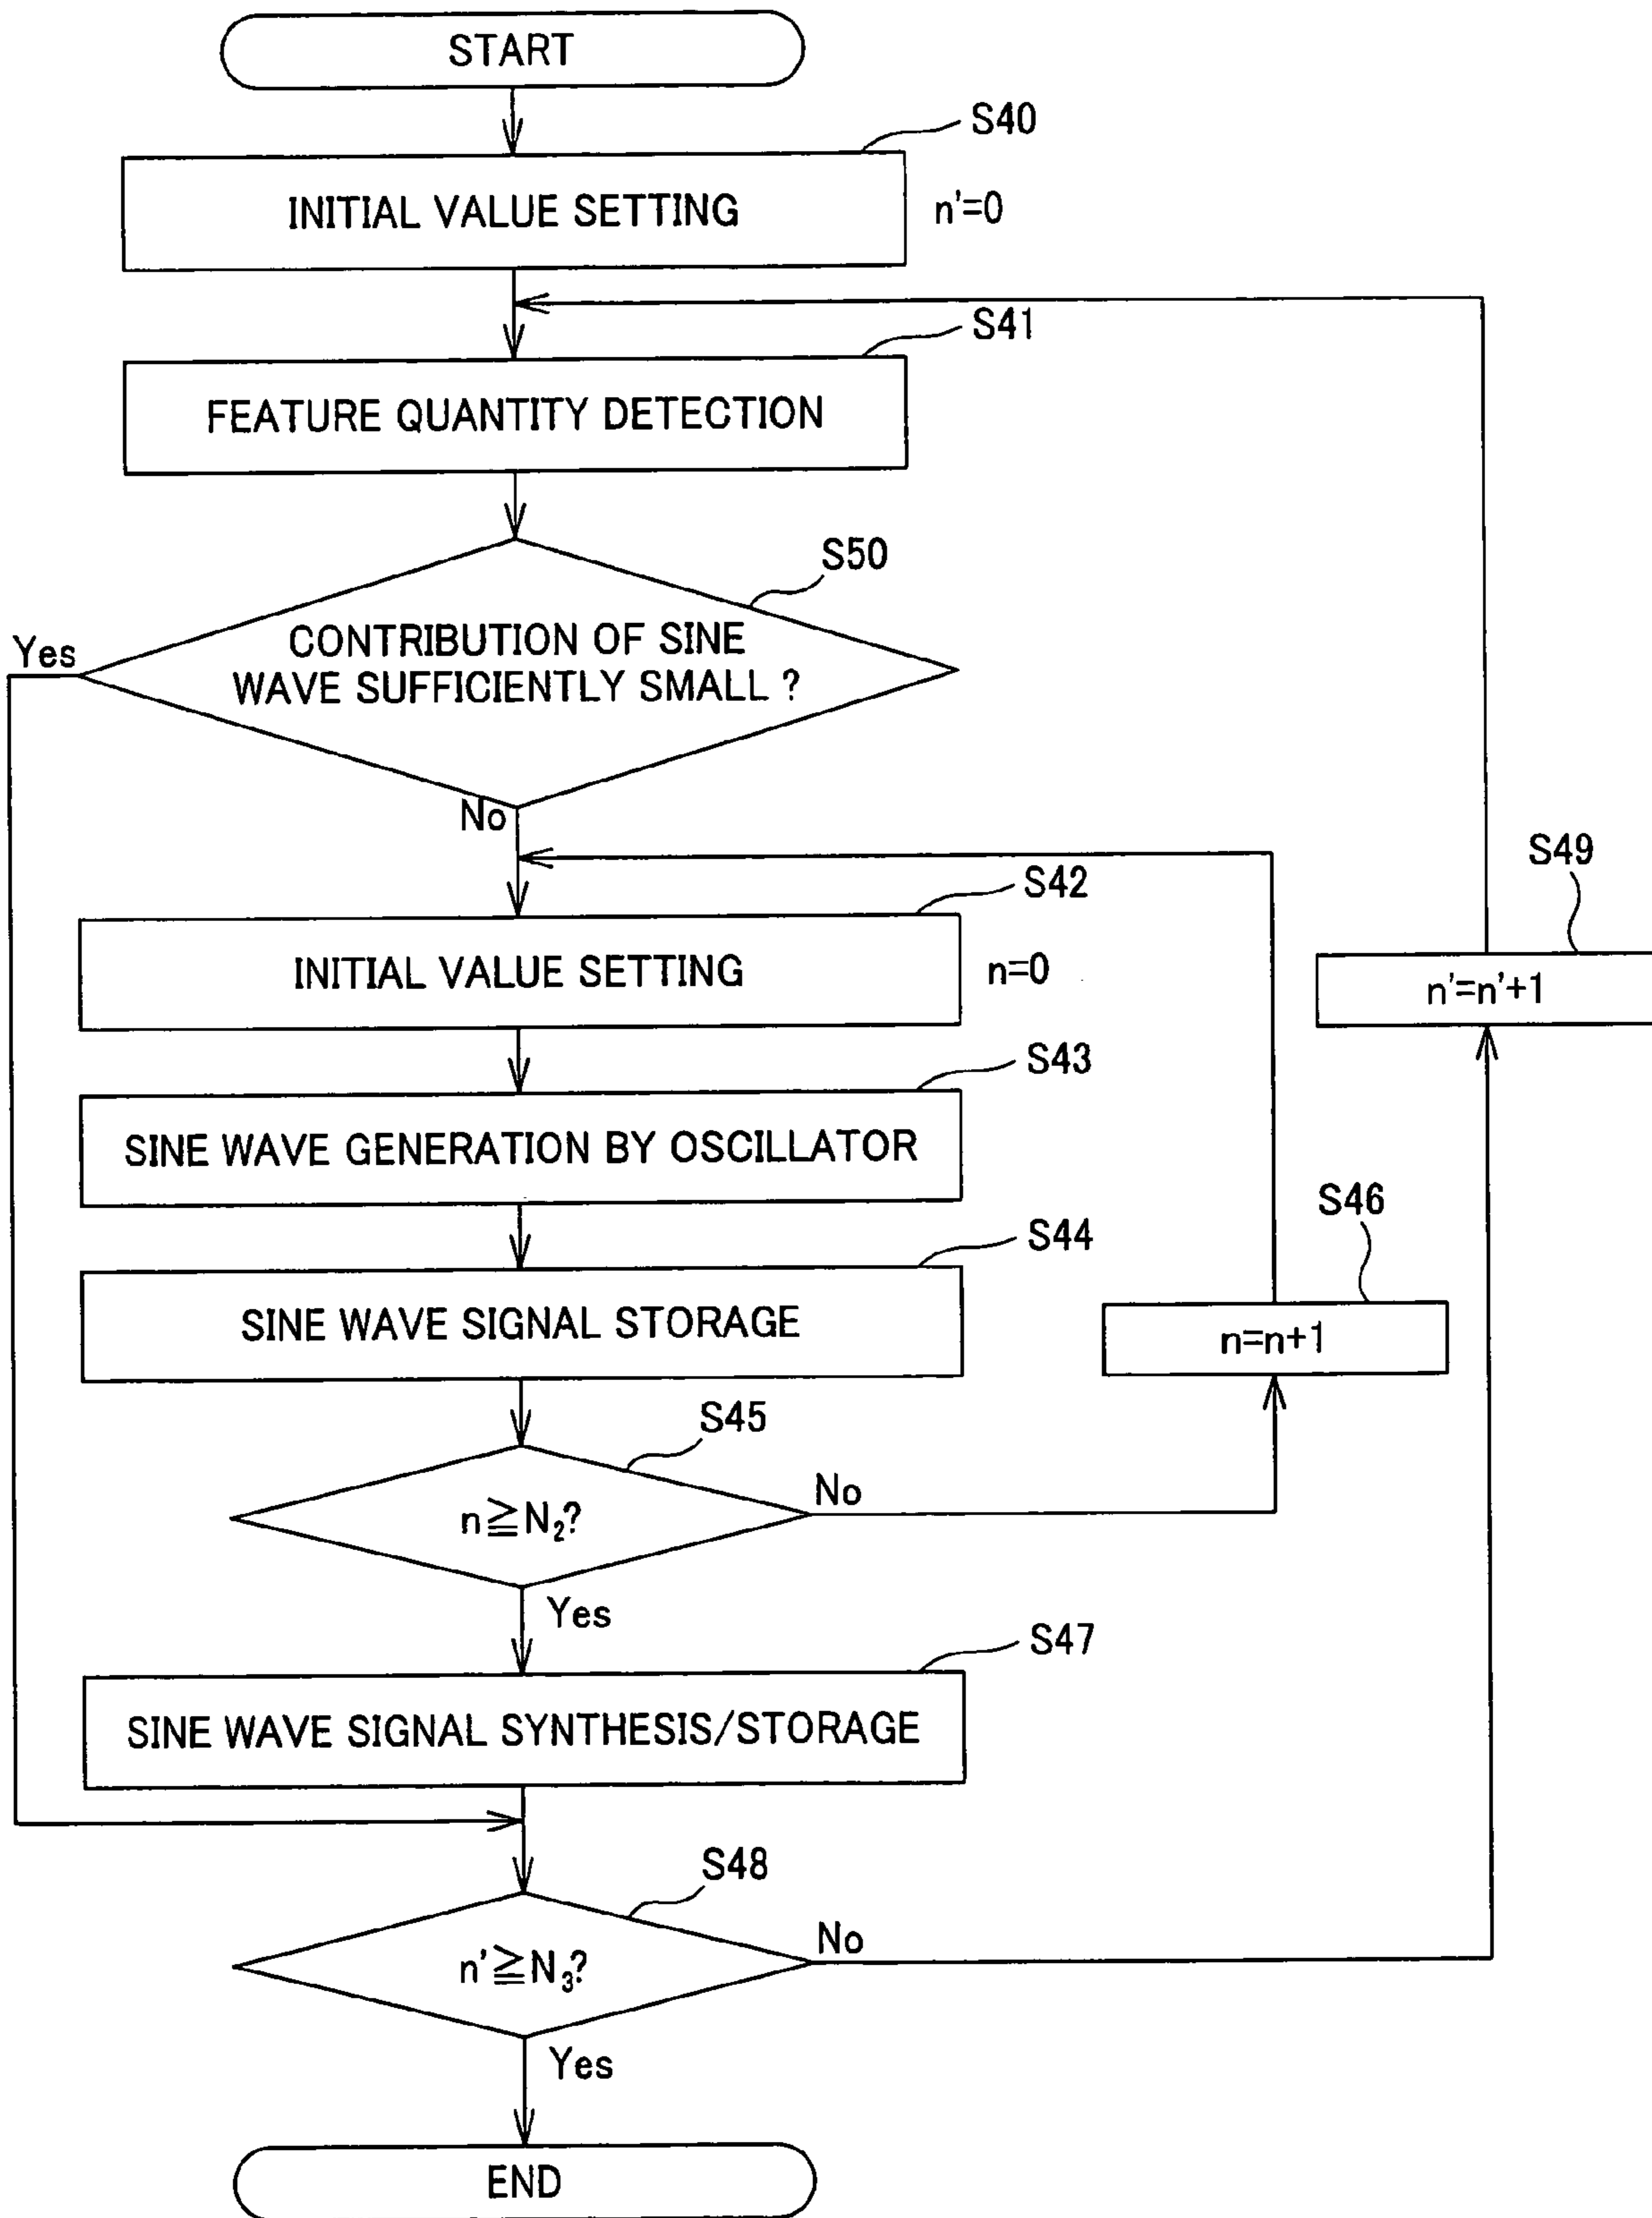 START
S40
INITIAL VALUE SETTING
n'=0
S41
FEATURE QUANTITY DETECTION
S50
Yes
CONTRIBUTION OF SINE
WAVE SUFFICIENTLY SMALL ?
No
S42
INITIAL VALUE SETTING
n=0
S49
n'=n'+1
S43
SINE WAVE GENERATION BY OSCILLATOR
S44
SINE WAVE SIGNAL STORAGE
S46
n=n+1
S45
n≧N₂?
No
Yes
S47
SINE WAVE SIGNAL SYNTHESIS/STORAGE
S48
n'≧N₃?
No
Yes
END